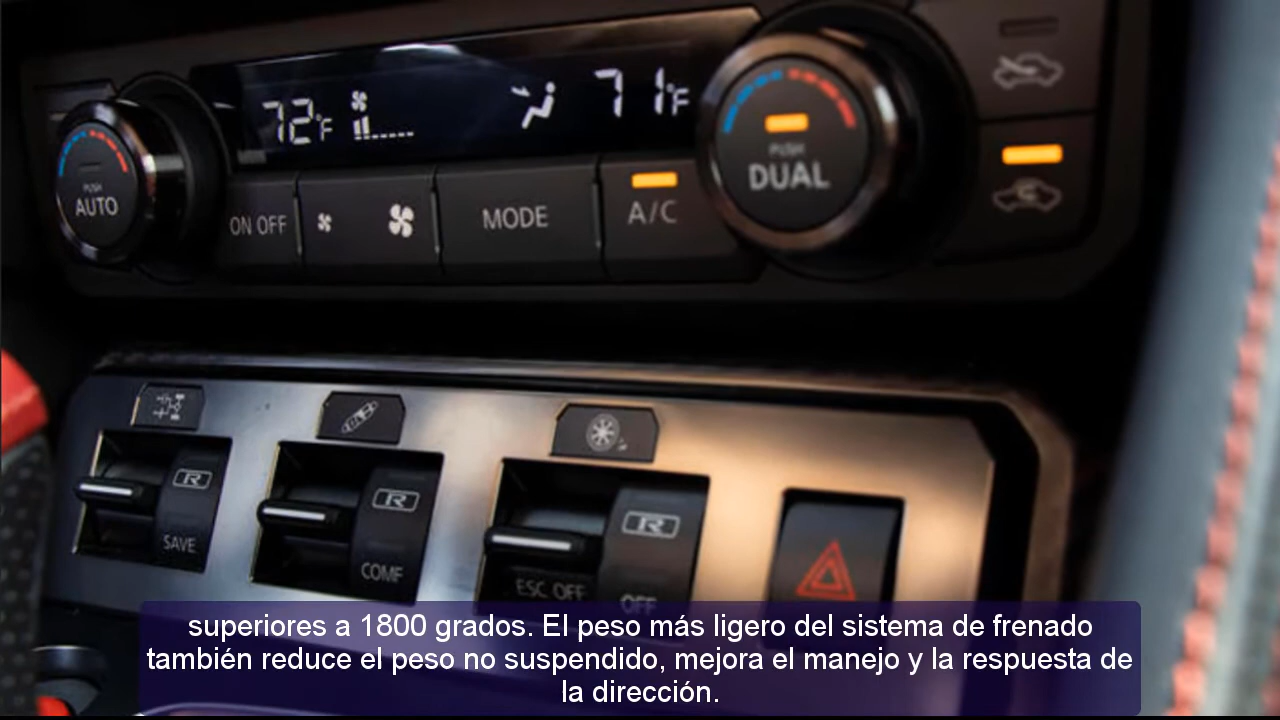 72°F 71°F
PUSH
AUTO
ON OFF
MODE
A/C
PUSH
DUAL
R
SAVE
R
COMF
ESC OFF
R
OFF
superiores a 1800 grados. El peso más ligero del sistema de frenado
también reduce el peso no suspendido, mejora el manejo y la respuesta de
la dirección.